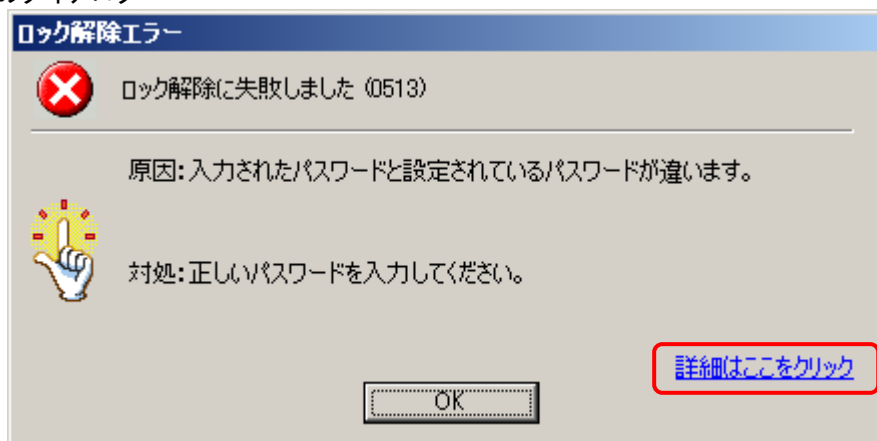 ロック解除エラー
ロック解除に失敗しました (0513)
原因:入力されたパスワードと設定されているパスワードが違います。
対処:正しいパスワードを入力してください。
詳細はここをクリック
OK